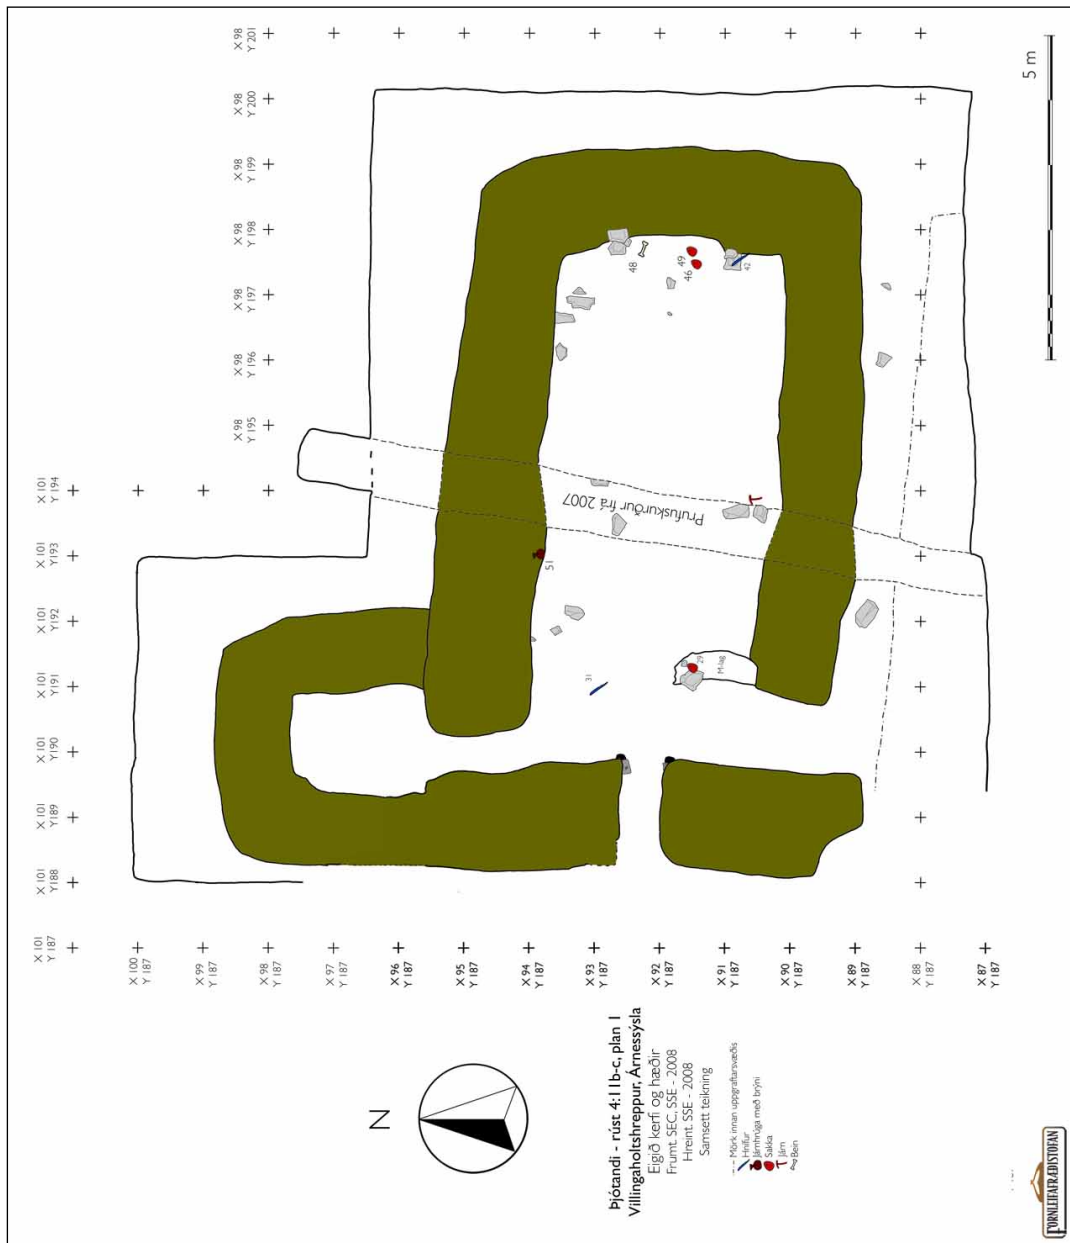 X 98
Y 201
X 98
Y 200
X 98
Y 199
X 98
Y 198
X 98
Y 197
X 98
Y 196
X 98
Y 195
X 101
Y 194
X 101
Y 193
X 101
Y 192
X 101
Y 191
X 101
Y 190
X 101
Y 189
X 101
Y 188
X 101
Y 187
X 100
Y 187
X 99
Y 187
X 98
Y 187
X 97
Y 187
X 96
Y 187
X 95
Y 187
X 94
Y 187
X 93
Y 187
X 92
Y 187
X 91
Y 187
X 90
Y 187
X 89
Y 187
X 88
Y 187
X 87
Y 187
5 m
48
49
46
42
Prufuskurður frá 2007
51
31
29
M-lag
N
Þjótandi - rúst 4:11b-c, plan 1
Villingaholtshreppur, Árnessýsla
Eigið kerfi og hæðir
Frumt. SEC, SSE - 2008
Hreint. SSE - 2008
Samsett teikning
Mörk innan uppgraftarsvæðis
Hnífur
Járnhrúga með brýni
Sakka
Járn
Bein
FORNLEIFAFRÆÐISTOFAN